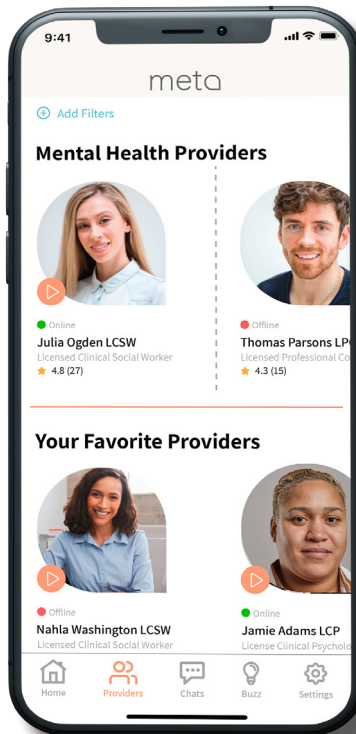 9:41
meta
Add Filters
Mental Health Providers
Online
Offline
Julia Ogden LCSW
Thomas Parsons LP
Licensed Clinical Social Worker
Licensed Professional Co
4.8 (27)
4.3 (15)
Your Favorite Providers
Offline
Online
Nahla Washington LCSW
Jamie Adams LCP
Licensed Clinical Social Worker
License Clinical Psycholo
Home
Providers
Chats
Buzz
Settings